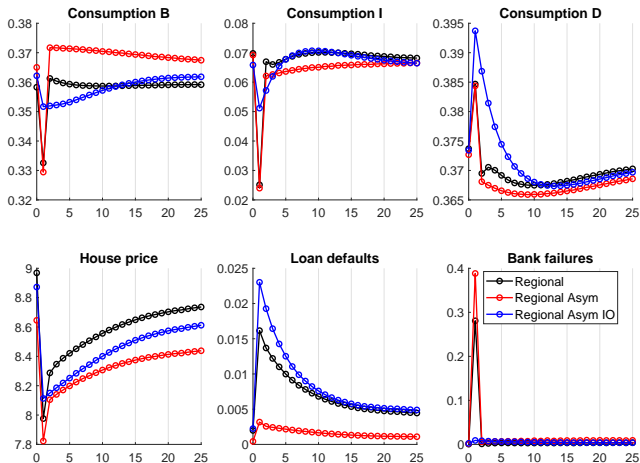 Consumption B
Consumption I
Consumption D
0.38
0.37
0.36
0.35
0.34
0.33
0.32
0 5 10 15 20 25
0.08
0.07
0.06
0.05
0.04
0.03
0.02
0 5 10 15 20 25
0.395
0.39
0.385
0.38
0.375
0.37
0.365
0 5 10 15 20 25
House price
Loan defaults
Bank failures
9
8.8
8.6
8.4
8.2
8
7.8
0 5 10 15 20 25
0.025
0.02
0.015
0.01
0.005
0
0 5 10 15 20 25
0.4
0.3
0.2
0.1
0
0 5 10 15 20 25
Regional
Regional Asym
Regional Asym IO